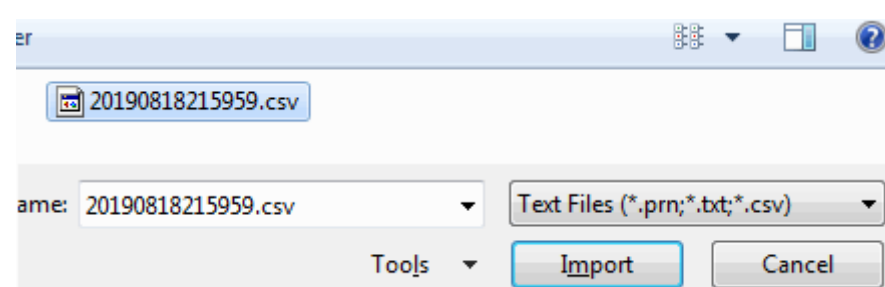 er
20190818215959.csv
ame: 20190818215959.csv Text Files (*.prn;*.txt;*.csv)
Tools Import Cancel